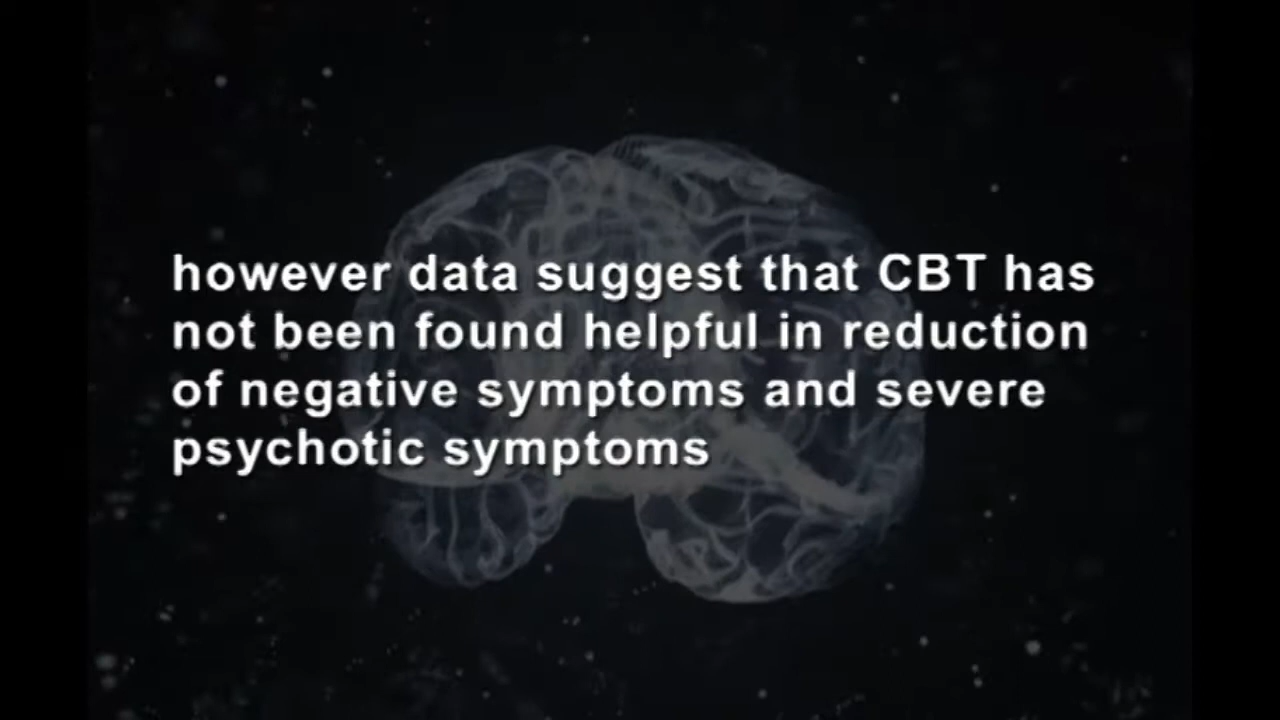 however data suggest that CBT has
not been found helpful in reduction
of negative symptoms and severe
psychotic symptoms